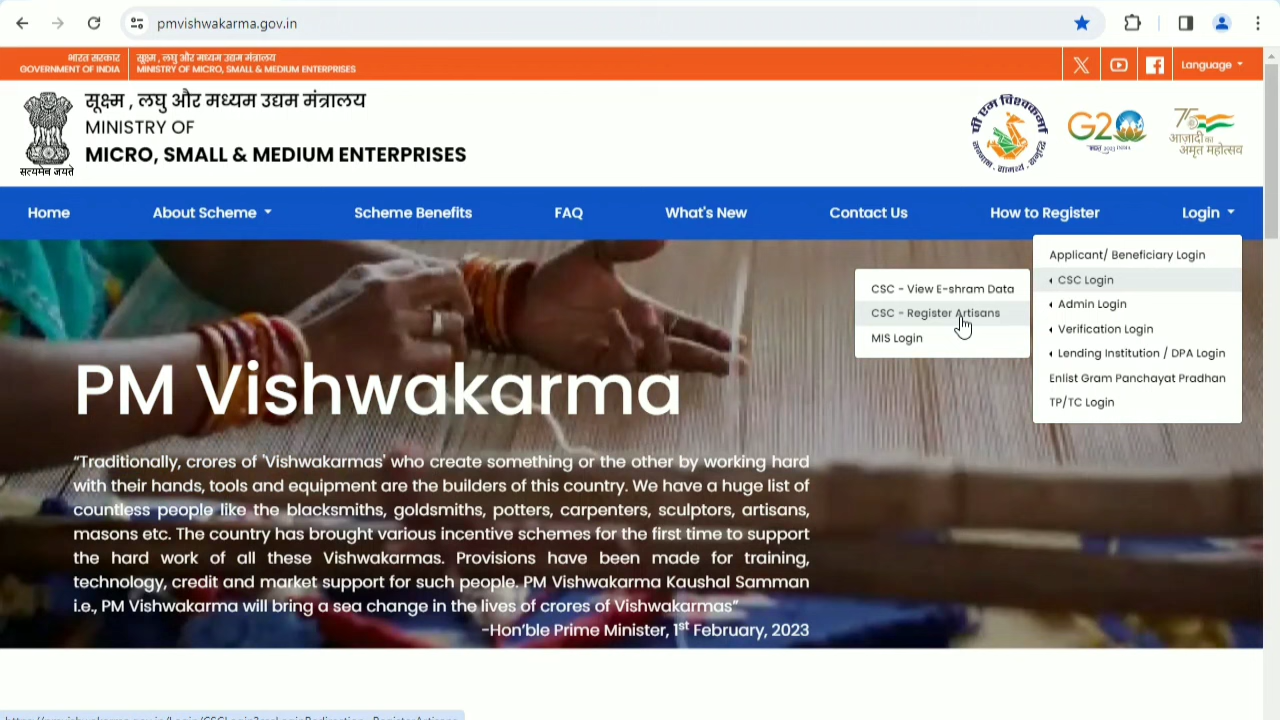 pmvishwakarma.gov.in
भारत सरकार
GOVERNMENT OF INDIA
सूक्ष्म , लघु और मध्यम उद्यम मंत्रालय
MINISTRY OF MICRO, SMALL & MEDIUM ENTERPRISES
Language
सूक्ष्म , लघु और मध्यम उद्यम मंत्रालय
MINISTRY OF
MICRO, SMALL & MEDIUM ENTERPRISES
सत्यमेव जयते
पी एम विश्वकर्मा
सम्मान, सामर्थ्य, समृद्धि
G20
भारत 2023 INDIA
75
आज़ादी का
अमृत महोत्सव
Home
About Scheme
Scheme Benefits
FAQ
What's New
Contact Us
How to Register
Login
Applicant/ Beneficiary Login
CSC Login
Admin Login
Verification Login
Lending Institution / DPA Login
Enlist Gram Panchayat Pradhan
TP/TC Login
CSC - View E-shram Data
CSC - Register Artisans
MIS Login
PM Vishwakarma
“Traditionally, crores of 'Vishwakarmas' who create something or the other by working hard
with their hands, tools and equipment are the builders of this country. We have a huge list of
countless people like the blacksmiths, goldsmiths, potters, carpenters, sculptors, artisans,
masons etc. The country has brought various incentive schemes for the first time to support
the hard work of all these Vishwakarmas. Provisions have been made for training,
technology, credit and market support for such people. PM Vishwakarma Kaushal Samman
i.e., PM Vishwakarma will bring a sea change in the lives of crores of Vishwakarmas”
-Hon’ble Prime Minister, 1st February, 2023